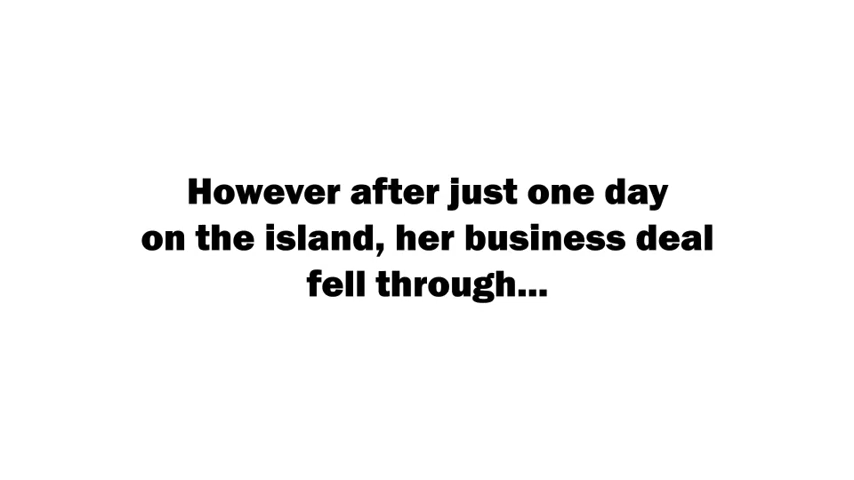 However after just one day
on the island, her business deal
fell through...